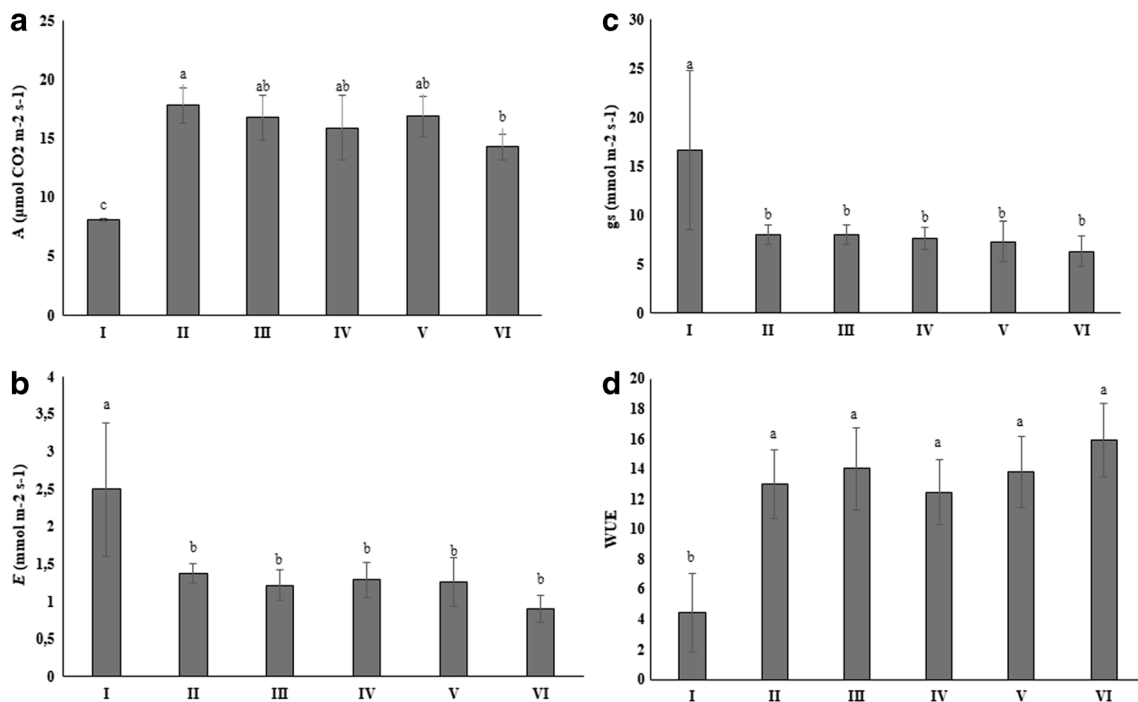 a
A (µmol CO2 m-2 s-1)
25
20
15
10
5
0
c
a
ab
ab
ab
b
I II III IV V VI
b
E (mmol m-2 s-1)
4
3,5
3
2,5
2
1,5
1
0,5
0
a
b
b
b
b
b
I II III IV V VI
c
gs (mmol m-2 s-1)
30
25
20
15
10
5
0
a
b
b
b
b
b
I II III IV V VI
d
WUE
20
18
16
14
12
10
8
6
4
2
0
b
a
a
a
a
a
I II III IV V VI